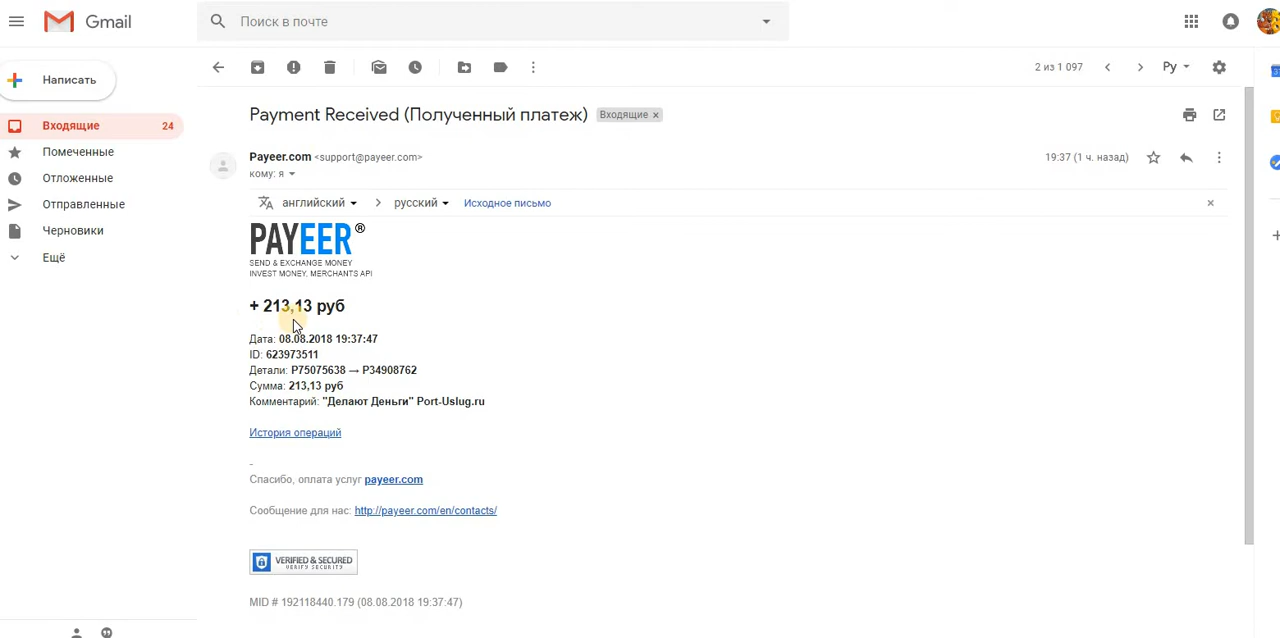 Gmail
Поиск в почте
Написать
2 из 1 097
Ру
Входящие 24
Помеченные
Отложенные
Отправленные
Черновики
Ещё
Payment Received (Полученный платеж)
Входящие ×
Payeer.com <support@payeer.com>
19:37 (1 ч. назад)
кому: я
английский > русский Исходное письмо
PAYEER®
SEND & EXCHANGE MONEY
INVEST MONEY, MERCHANTS API
+ 213,13 руб
Дата: 08.08.2018 19:37:47
ID: 623973511
Детали: P75075638 → P34908762
Сумма: 213,13 руб
Комментарий: "Делают Деньги" Port-Uslug.ru
История операций
-
Спасибо, оплата услуг payeer.com
Сообщение для нас: http://payeer.com/en/contacts/
VERIFIED & SECURED
VERIFY SECURITY
MID # 192118440.179 (08.08.2018 19:37:47)